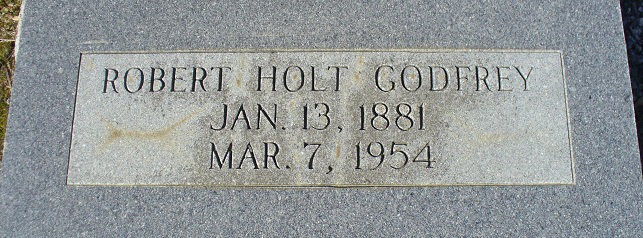 ROBERT HOLT GODFREY
JAN. 13, 1881
MAR. 7, 1954